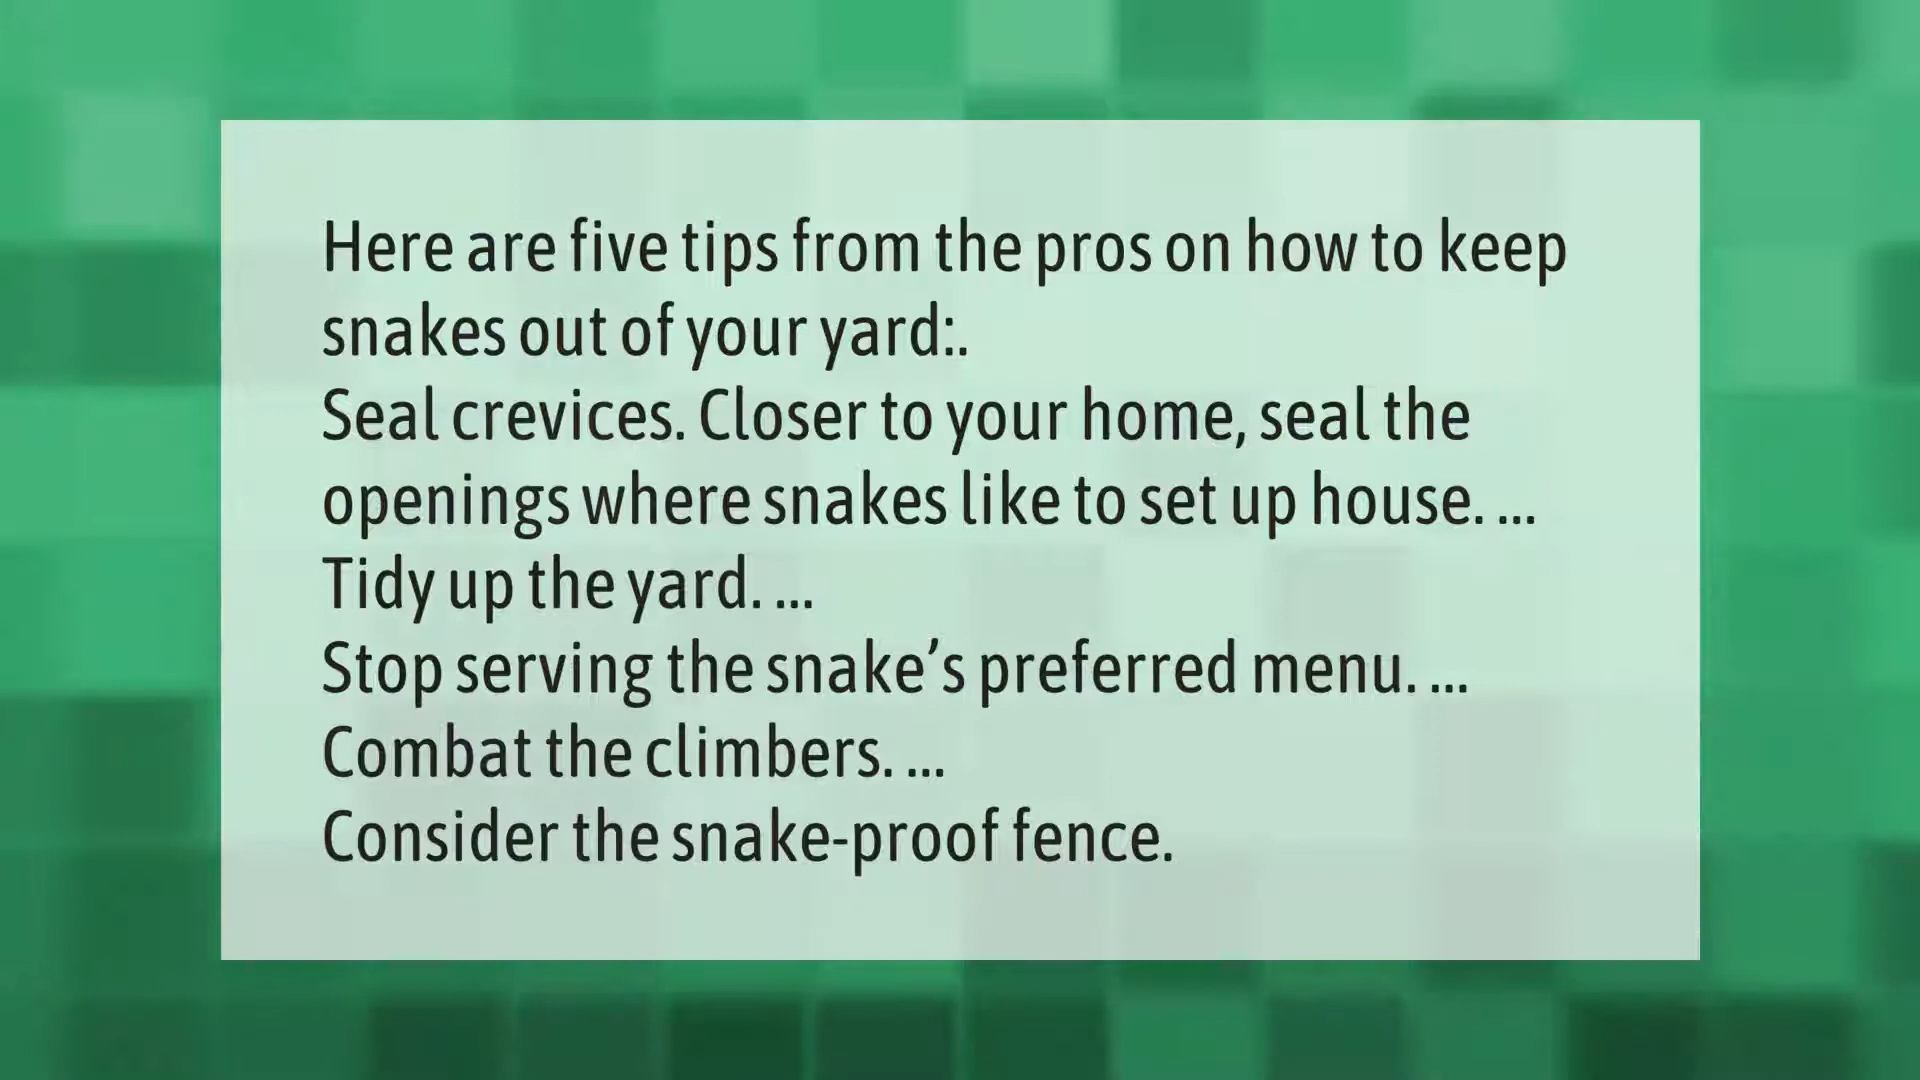 Here are five tips from the pros on how to keep
snakes out of your yard:.
Seal crevices. Closer to your home, seal the
openings where snakes like to set up house. ...
Tidy up the yard. ...
Stop serving the snake’s preferred menu. ...
Combat the climbers. ...
Consider the snake-proof fence.